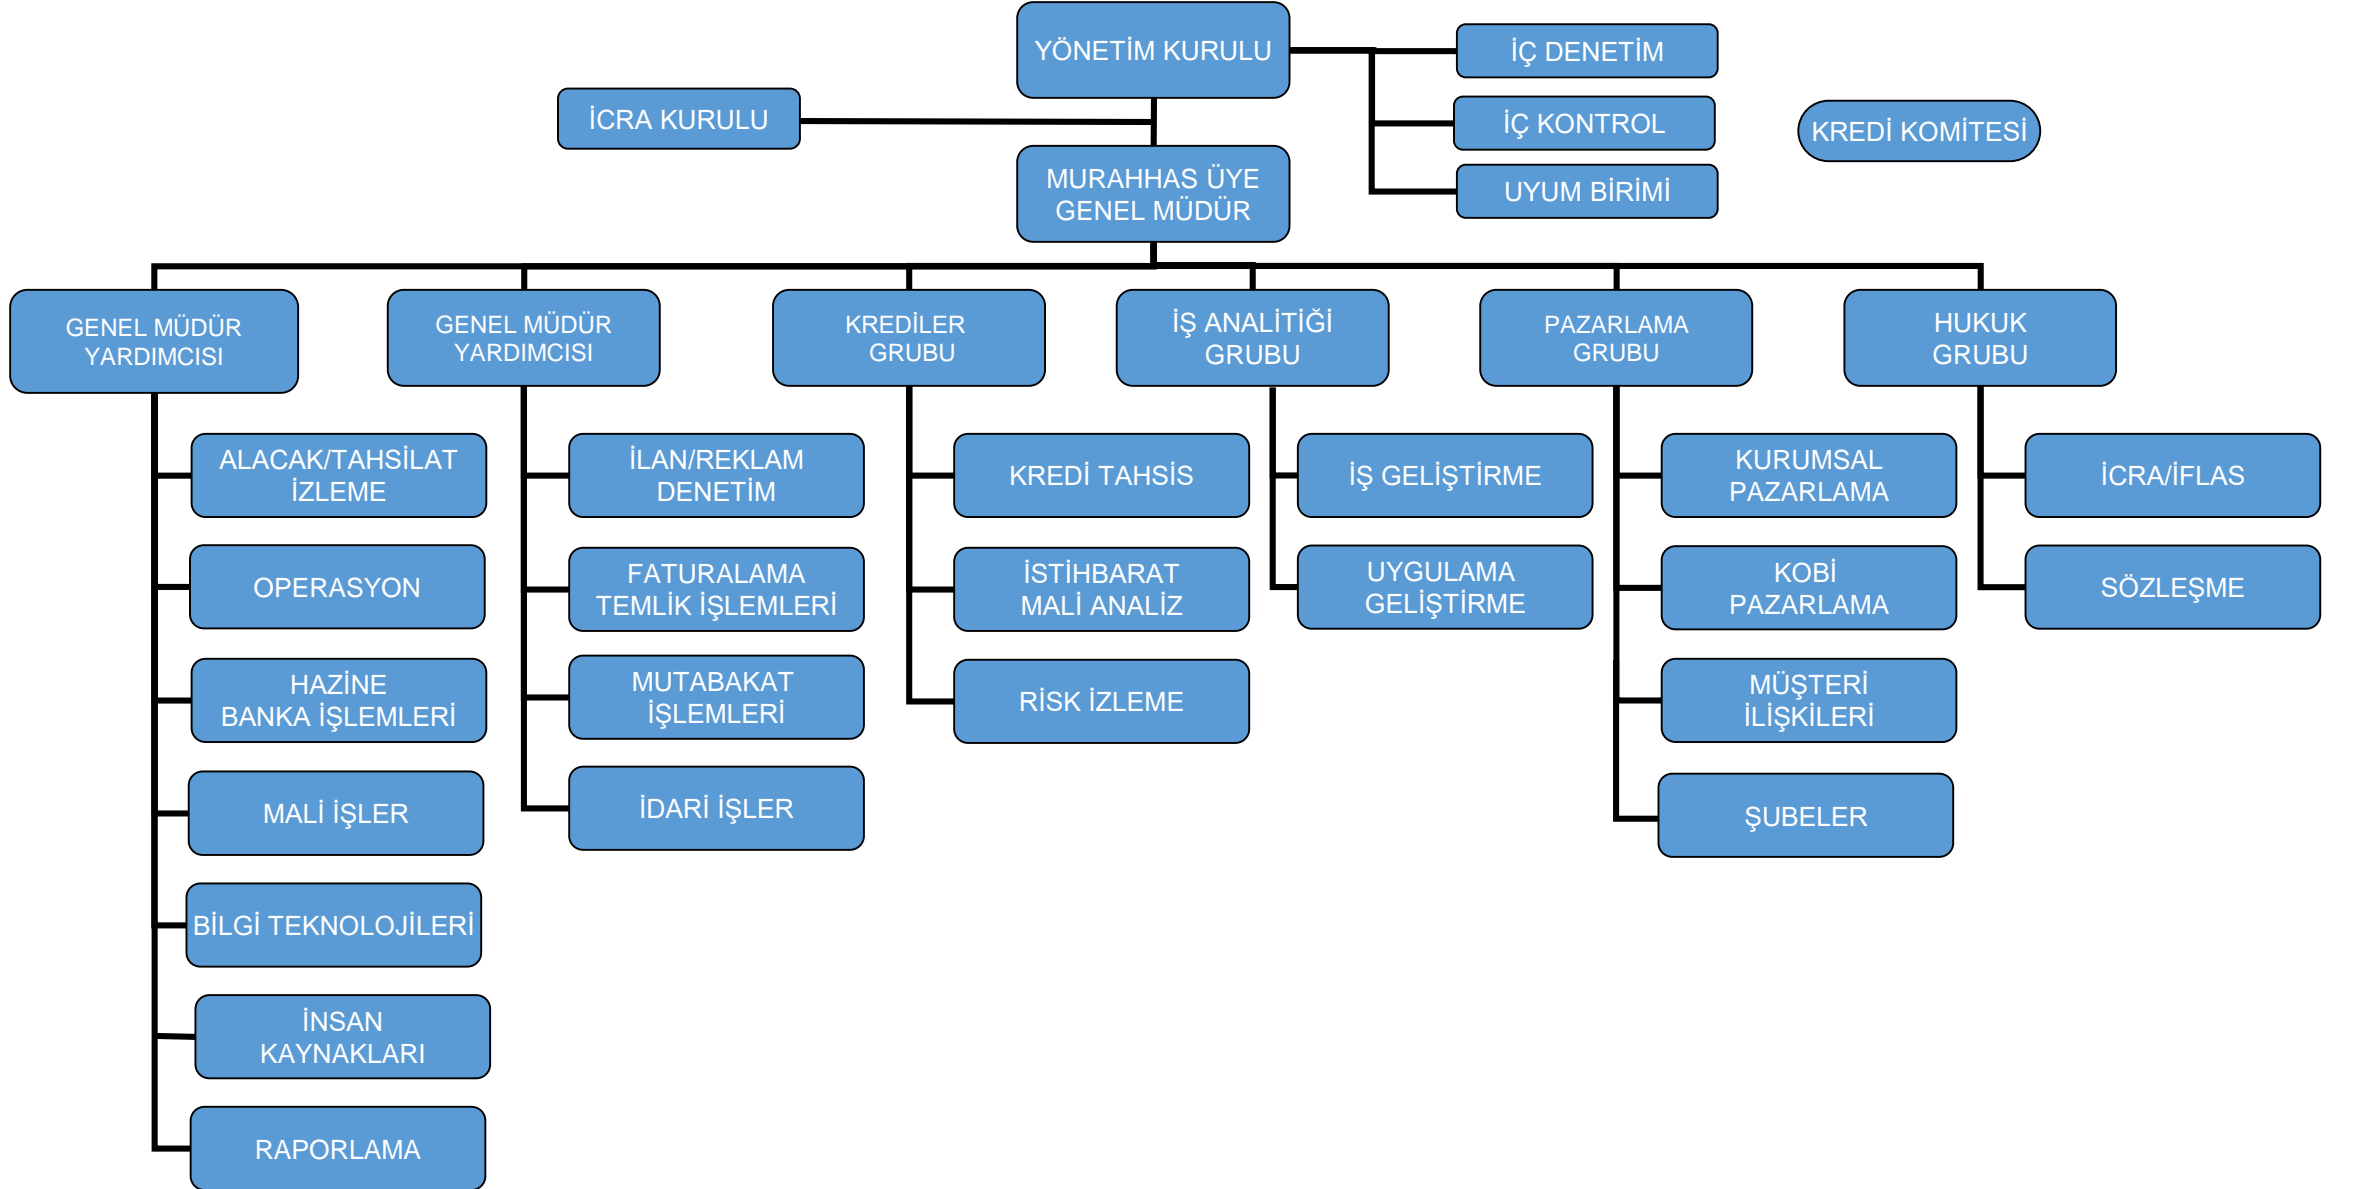 YÖNETİM KURULU
İÇ DENETİM
İCRA KURULU
İÇ KONTROL
KREDİ KOMİTESİ
MURAHHAS ÜYE
GENEL MÜDÜR
UYUM BİRİMİ
GENEL MÜDÜR
YARDIMCISI
GENEL MÜDÜR
YARDIMCISI
KREDİLER
GRUBU
İŞ ANALİTİĞİ
GRUBU
PAZARLAMA
GRUBU
HUKUK
GRUBU
ALACAK/TAHSİLAT
İZLEME
OPERASYON
HAZİNE
BANKA İŞLEMLERİ
MALİ İŞLER
BİLGİ TEKNOLOJİLERİ
İNSAN
KAYNAKLARI
RAPORLAMA
İLAN/REKLAM
DENETİM
FATURALAMA
TEMLİK İŞLEMLERİ
MUTABAKAT
İŞLEMLERİ
İDARİ İŞLER
KREDİ TAHSİS
İSTİHBARAT
MALİ ANALİZ
RİSK İZLEME
İŞ GELİŞTİRME
UYGULAMA
GELİŞTİRME
KURUMSAL
PAZARLAMA
KOBİ
PAZARLAMA
MÜŞTERİ
İLİŞKİLERİ
ŞUBELER
İCRA/İFLAS
SÖZLEŞME